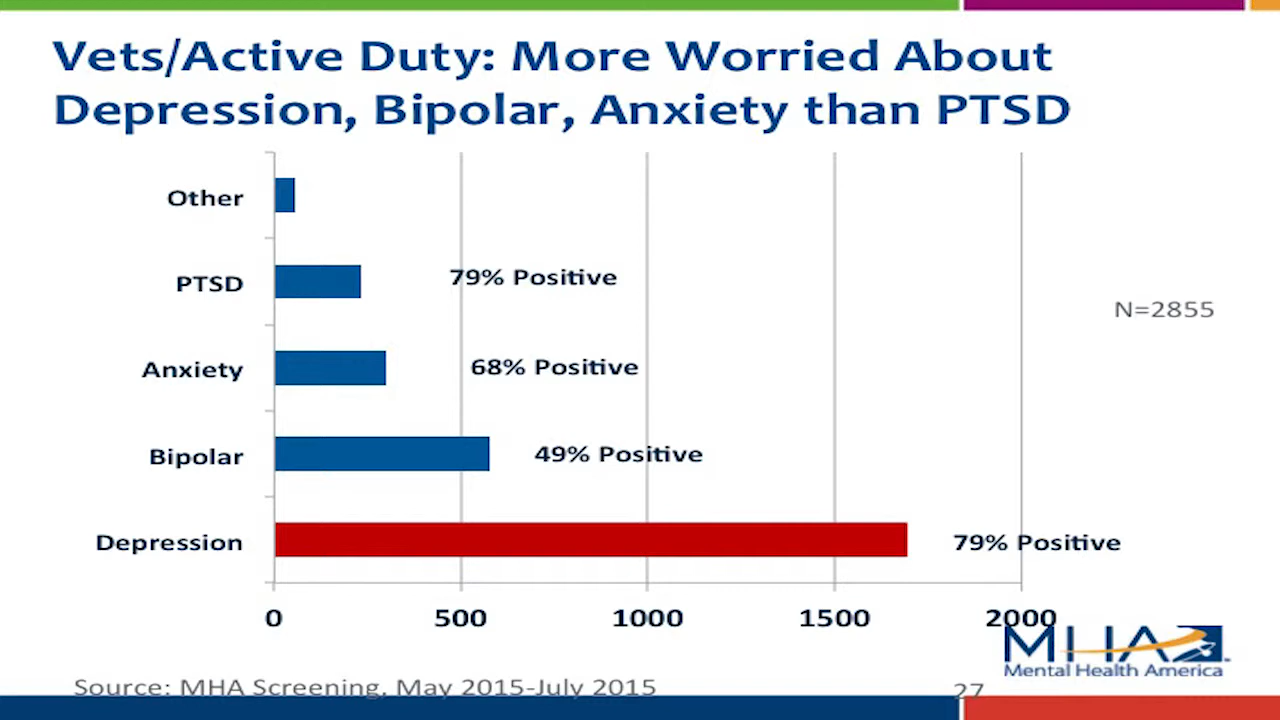 Vets/Active Duty: More Worried About
Depression, Bipolar, Anxiety than PTSD
Other
PTSD
79% Positive
N=2855
Anxiety
68% Positive
Bipolar
49% Positive
Depression
79% Positive
0
500
1000
1500
2000
MHA
Mental Health America
Source: MHA Screening, May 2015-July 2015
27